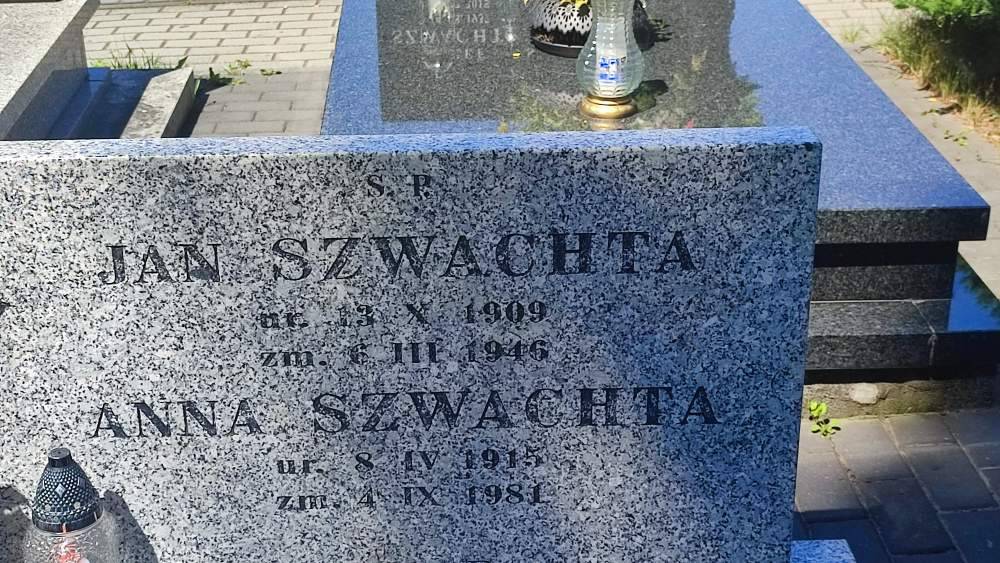 Ś P
JAN SZWACHTA
ur. 13 X 1909
zm. 6 III 1946
ANNA SZWACHTA
ur. 8 IV 1915
zm. 4 IX 1981
SZWACHT